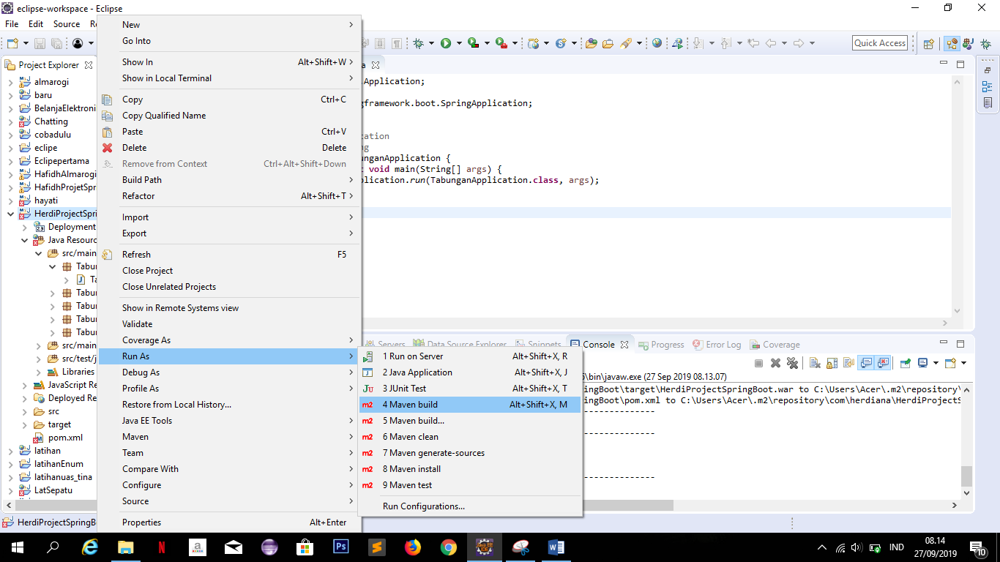 eclipse-workspace - Eclipse
File Edit Source
Quick Access
Project Explorer
almarogi
baru
BelanjaElektroni
Chatting
cobadulu
eclipe
Eclipepertama
HafidhAlmarogi
HafidhProjetSpr
hayati
HerdiProjectSpri
Deployment
Java Resourc
src/main
Tabu
Ta
Tabu
Tabu
Tabu
Tabu
src/main
src/test/j
Libraries
JavaScript Re
Deployed Re
src
target
pom.xml
latihan
latihanEnum
latihanuas_tina
LatSepatu
HerdiProjectSpringB
New
Go Into
Show In Alt+Shift+W
Show in Local Terminal
Copy Ctrl+C
Copy Qualified Name
Paste Ctrl+V
Delete Delete
Remove from Context Ctrl+Alt+Shift+Down
Build Path
Refactor Alt+Shift+T
Import
Export
Refresh F5
Close Project
Close Unrelated Projects
Show in Remote Systems view
Validate
Coverage As
Run As
Debug As
Profile As
Restore from Local History...
Java EE Tools
Maven
Team
Compare With
Configure
Source
Properties Alt+Enter
1 Run on Server Alt+Shift+X, R
2 Java Application Alt+Shift+X, J
3 JUnit Test Alt+Shift+X, T
4 Maven build Alt+Shift+X, M
5 Maven build...
6 Maven clean
7 Maven generate-sources
8 Maven install
9 Maven test
Run Configurations...
Application;
gframework.boot.SpringApplication;
cation
ng
unganApplication {
void main(String[] args) {
plication.run(TabunganApplication.class, args);
Servers Data Source Explorer Snippets Console Progress Error Log Coverage
\bin\javaw.exe (27 Sep 2019 08.13.07)
ingBoot\target\HerdiProjectSpringBoot.war to C:\Users\Acer\.m2\repository\
ingBoot\pom.xml to C:\Users\Acer\.m2\repository\com\herdiana\HerdiProjectS
--------------
--------------
--------------
IND
08.14
27/09/2019
10